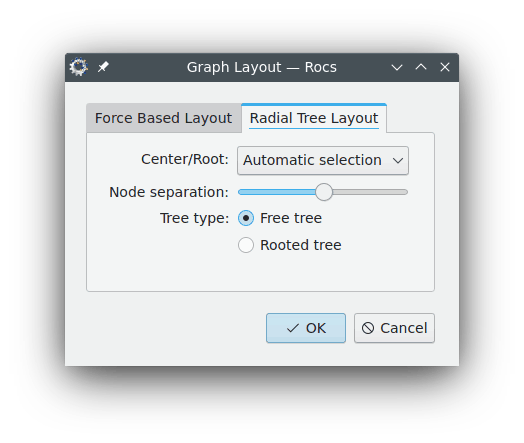 Graph Layout — Rocs
Force Based Layout Radial Tree Layout
Center/Root: Automatic selection
Node separation:
Tree type: Free tree
Rooted tree
OK Cancel